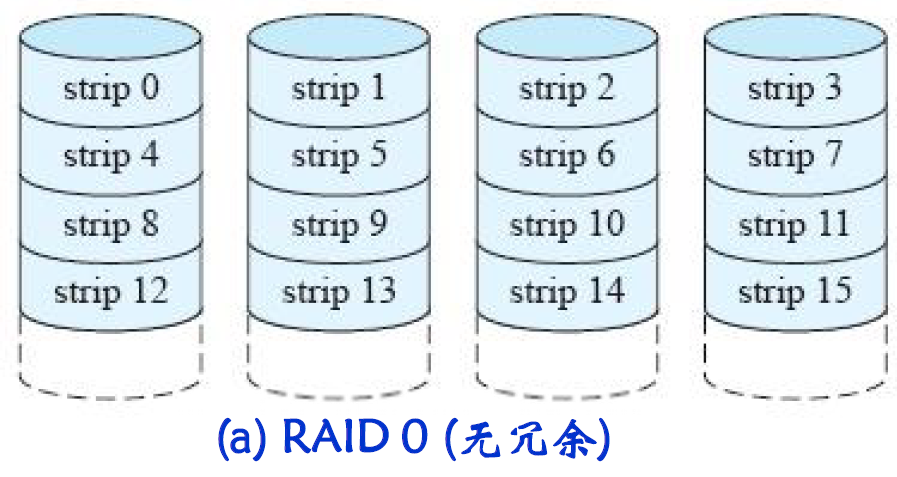 strip 0 strip 1 strip 2 strip 3
strip 4 strip 5 strip 6 strip 7
strip 8 strip 9 strip 10 strip 11
strip 12 strip 13 strip 14 strip 15
(a) RAID 0 (无冗余)